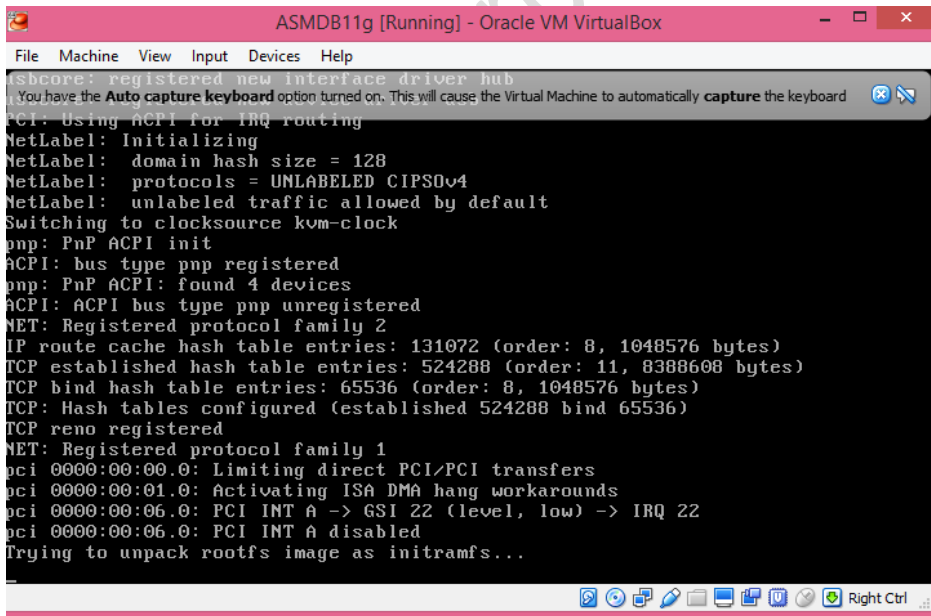 ASMDB11g [Running] - Oracle VM VirtualBox
File Machine View Input Devices Help
usbcore: registered new interface driver hub
You have the Auto capture keyboard option turned on. This will cause the Virtual Machine to automatically capture the keyboard
PCI: Using ACPI for IRQ routing
NetLabel: Initializing
NetLabel:  domain hash size = 128
NetLabel:  protocols = UNLABELED CIPSOv4
NetLabel:  unlabeled traffic allowed by default
Switching to clocksource kvm-clock
pnp: PnP ACPI init
ACPI: bus type pnp registered
pnp: PnP ACPI: found 4 devices
ACPI: ACPI bus type pnp unregistered
NET: Registered protocol family 2
IP route cache hash table entries: 131072 (order: 8, 1048576 bytes)
TCP established hash table entries: 524288 (order: 11, 8388608 bytes)
TCP bind hash table entries: 65536 (order: 8, 1048576 bytes)
TCP: Hash tables configured (established 524288 bind 65536)
TCP reno registered
NET: Registered protocol family 1
pci 0000:00:00.0: Limiting direct PCI/PCI transfers
pci 0000:00:01.0: Activating ISA DMA hang workarounds
pci 0000:00:06.0: PCI INT A -> GSI 22 (level, low) -> IRQ 22
pci 0000:00:06.0: PCI INT A disabled
Trying to unpack rootfs image as initramfs...
Right Ctrl